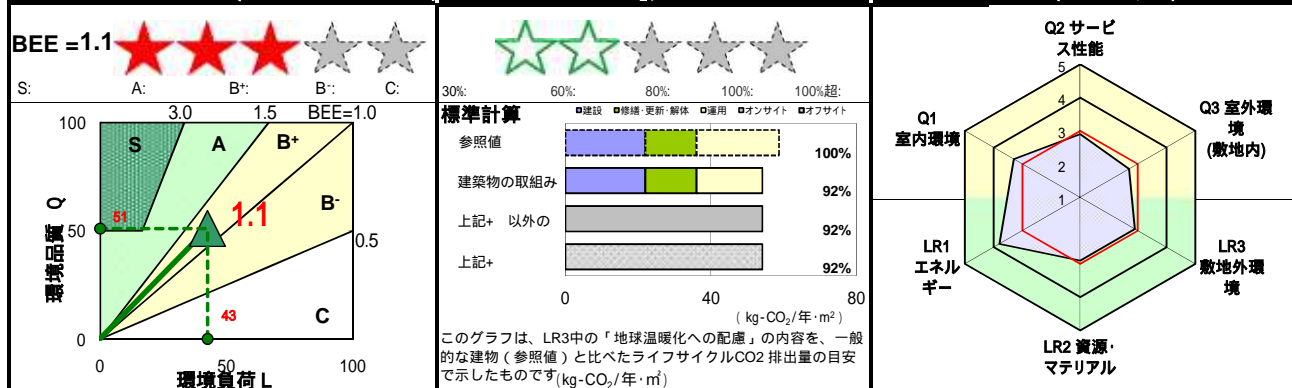 BEE = 1.1
S: A: B+: B-: C:
3.0 1.5 BEE=1.0
100
S A B+ B- C
0.5
50
51
1.1
43
0
0 50 100
環境品質 Q
環境負荷 L
30%: 60%: 80%: 100%: 100%超:
標準計算
■建設 ■修繕・更新・解体 ■運用 ■オンサイト ■オフサイト
参照値 100%
建築物の取組み 92%
上記+ 以外の 92%
上記+ 92%
0 40 80
( kg-CO2/年・m2 )
このグラフは、LR3中の「地球温暖化への配慮」の内容を、一般
的な建物（参照値）と比べたライフサイクルCO2 排出量の目安
で示したものです(kg-CO2/年・㎡)
Q2 サービ
ス性能
Q1
室内環境
Q3 室外環
境
(敷地内)
5
4
3
2
1
LR1
エネル
ギー
LR3
敷地外環
境
LR2 資源・
マテリアル